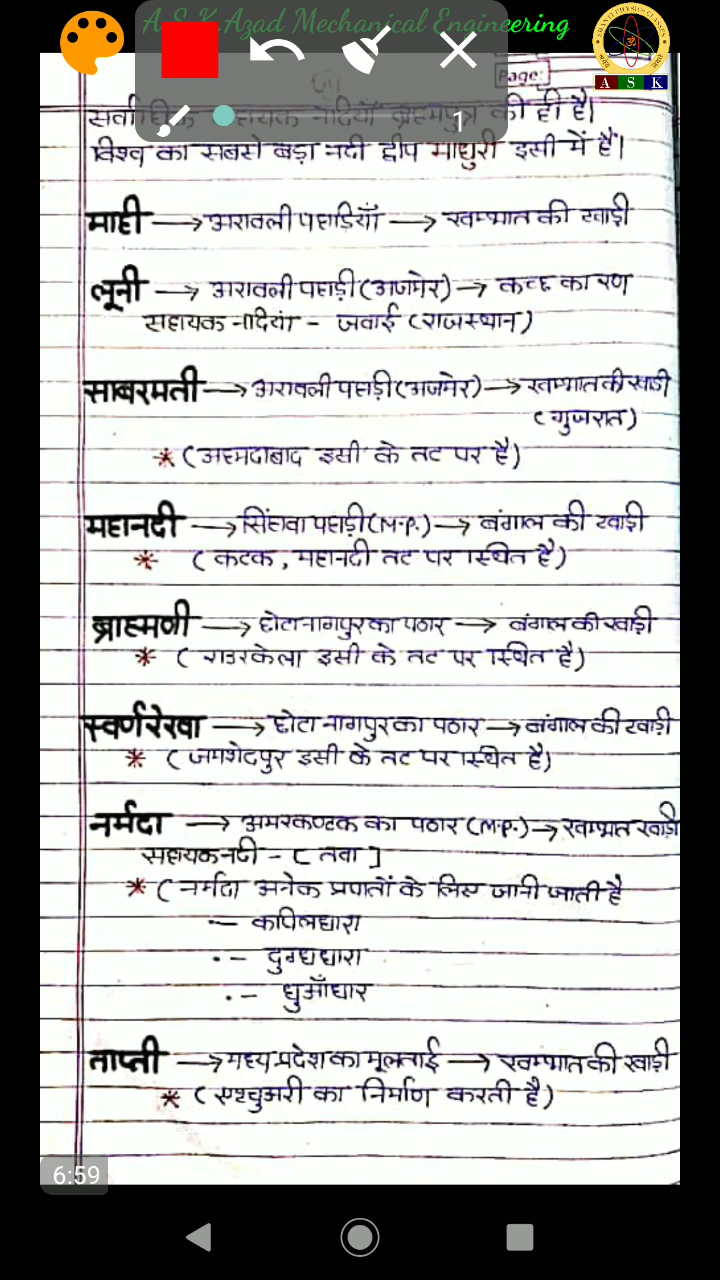 A S K Azad Mechanical Engineering
A S K
Page:
1
सर्वाधिक सहायक नदियाँ ब्रह्मपुत्र की ही है।
विश्व का सबसे बड़ा नदी द्वीप माधुरी इसी में है।
माही → अरावली पहाड़ियाँ → खम्भात की खाड़ी
लूनी → अरावली पहाड़ी (अजमेर) → कच्छ का रण
सहायक नदियां - जवाई (राजस्थान)
साबरमती → अरावली पहाड़ी (अजमेर) → खम्भात की खाड़ी
(गुजरात)
* (अहमदाबाद इसी के तट पर है)
महानदी → सिंहावा पहाड़ी (M.P.) → बंगाल की खाड़ी
* ( कटक, महानदी तट पर स्थित है)
ब्राह्मणी → छोटा नागपुर का पठार → बंगाल की खाड़ी
* ( राउरकेला इसी के तट पर स्थित है)
स्वर्ण रेखा → छोटा नागपुर का पठार → बंगाल की खाड़ी
* ( जमशेदपुर इसी के तट पर स्थित है)
नर्मदा → अमरकण्टक का पठार (M.P.) → खम्भात खाड़ी
सहायक नदी - [ तवा ]
* ( नर्मदा अनेक प्रपातों के लिए जानी जाती है
— कपिलधारा
·— दुग्धधारा
·— धुआँधार
ताप्ती → मध्य प्रदेश का मूलताई → खम्भात की खाड़ी
* ( एश्चुअरी का निर्माण करती है)
6:59